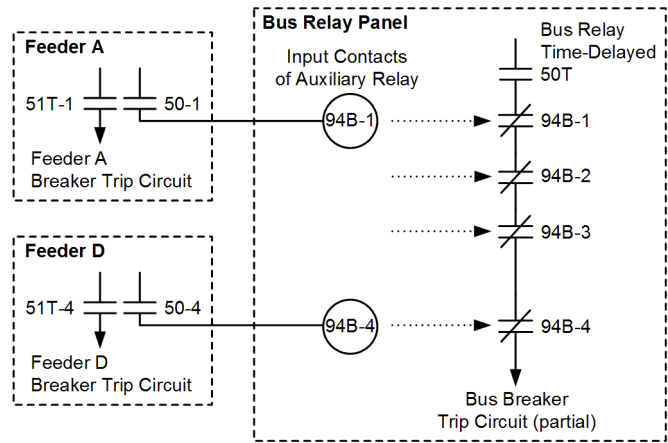 Feeder A
51T-1
50-1
Feeder A
Breaker Trip Circuit
Feeder D
51T-4
50-4
Feeder D
Breaker Trip Circuit
Bus Relay Panel
Input Contacts
of Auxiliary Relay
94B-1
94B-4
Bus Relay
Time-Delayed
50T
94B-1
94B-2
94B-3
94B-4
Bus Breaker
Trip Circuit (partial)